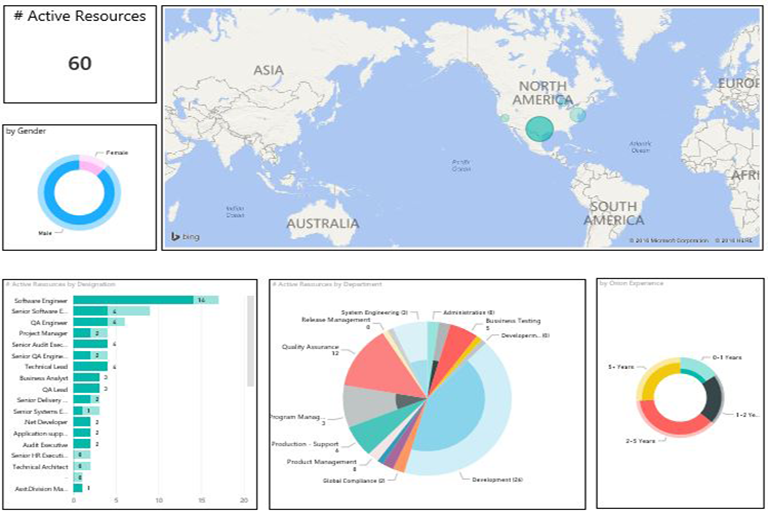 # Active Resources
60
ASIA
NORTH
AMERICA
EUROP
Pacific
Ocean
Atlantic
Ocean
AFRI
Indian
Ocean
AUSTRALIA
SOUTH
AMERICA
bing
© 2016 Microsoft Corporation © 2016 HERE
by Gender
Female
Male
# Active Resources by Designation
Software Engineer 14
Senior Software E... 4
QA Engineer 4
Project Manager 2
Senior Audit Exec... 4
Senior QA Engine... 2
Technical Lead 4
Business Analyst 3
QA Lead 3
Senior Delivery ... 2
Senior Systems E... 1
.Net Developer 2
Application supp... 2
Audit Executive 2
Senior HR Executi... 0
Technical Architect 0
- 0
Asst.Division Ma... 1
0 5 10 15 20
# Active Resources by Department
System Engineering (2)
Administration (0)
Release Management
0
Bussiness Testing
5
Developerm... (0)
Quality Assurance
12
Program Manag...
3
Production - Support
6
Product Management
0
Global Compliance (2)
Development (26)
by Orion Experience
5+ Years
0-1 Years
1-2 Ye...
2-5 Years